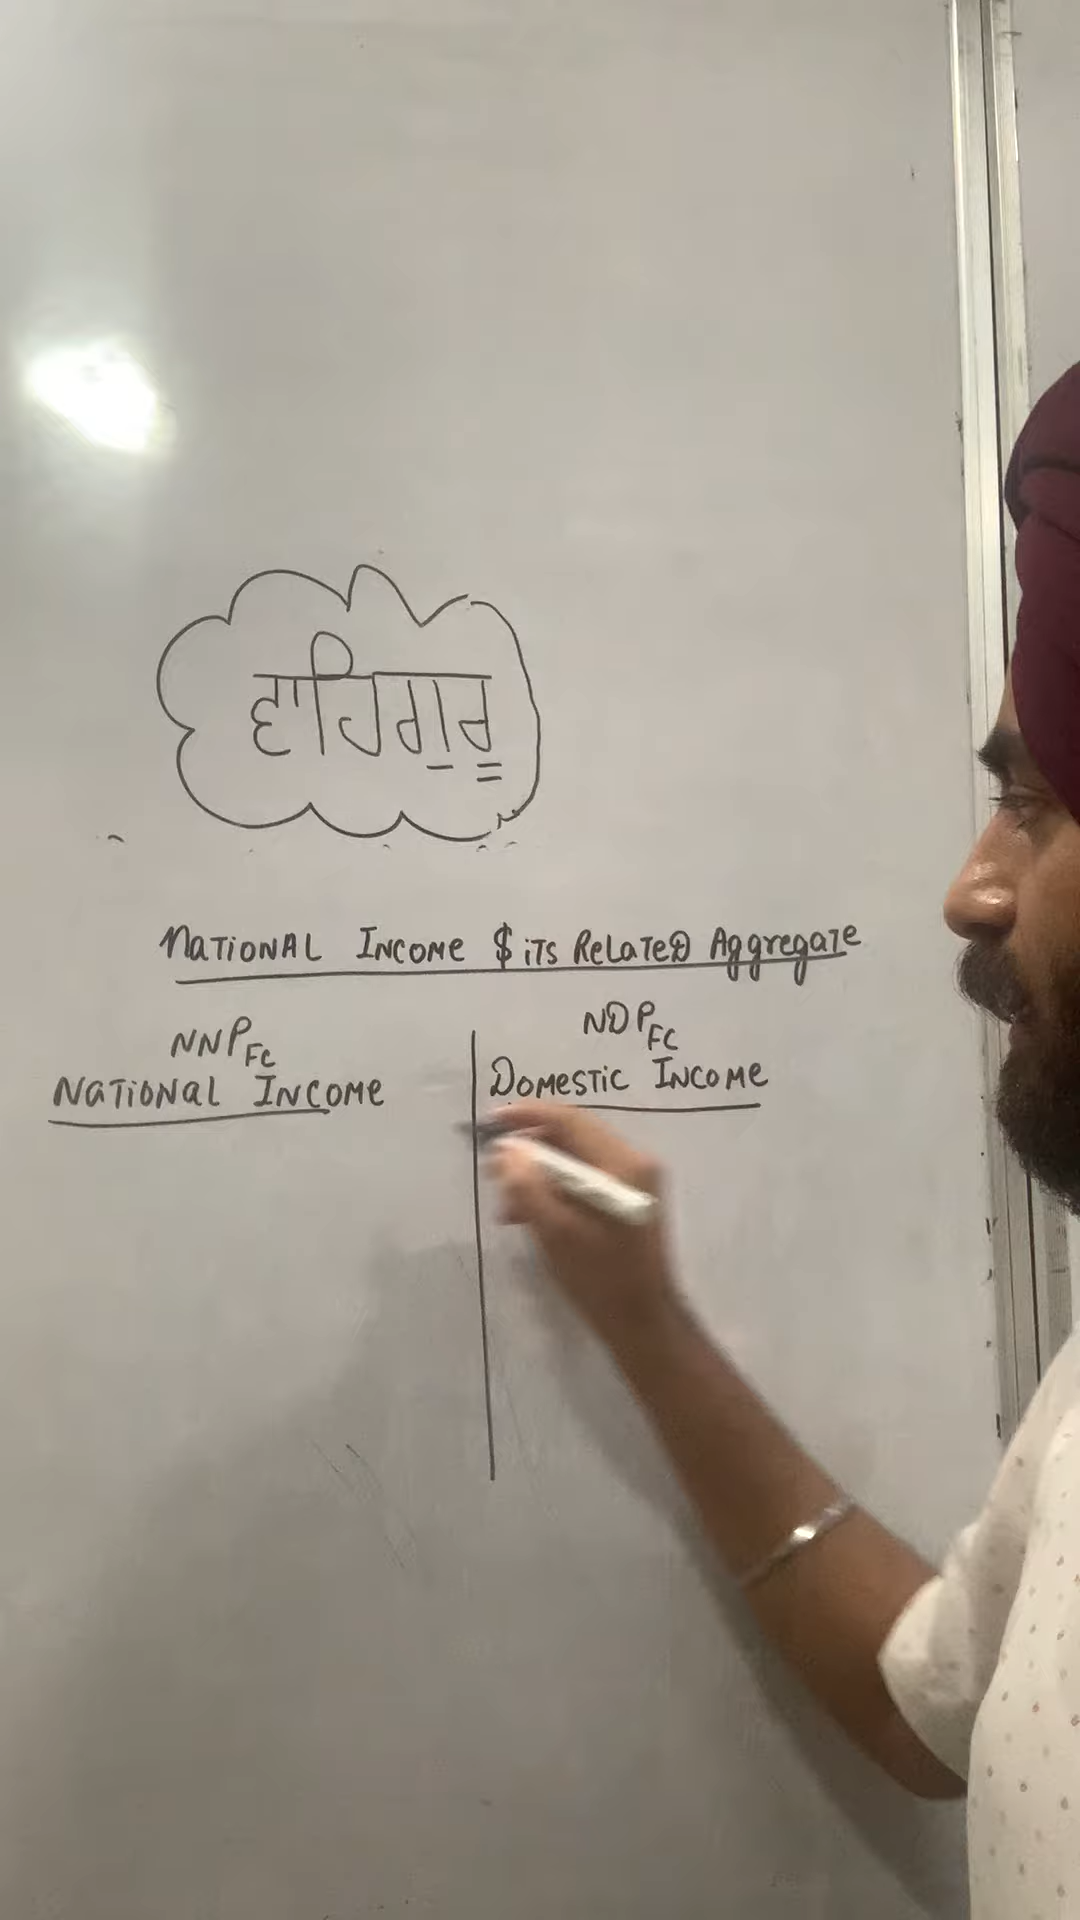 ਵਾਹਿਗੁਰੂ
NATIONAL INCOME $ iTS RELATED Aggregate
NNPFC
NATIONAL INCOME
NDPFC
DOMESTIC INCOME